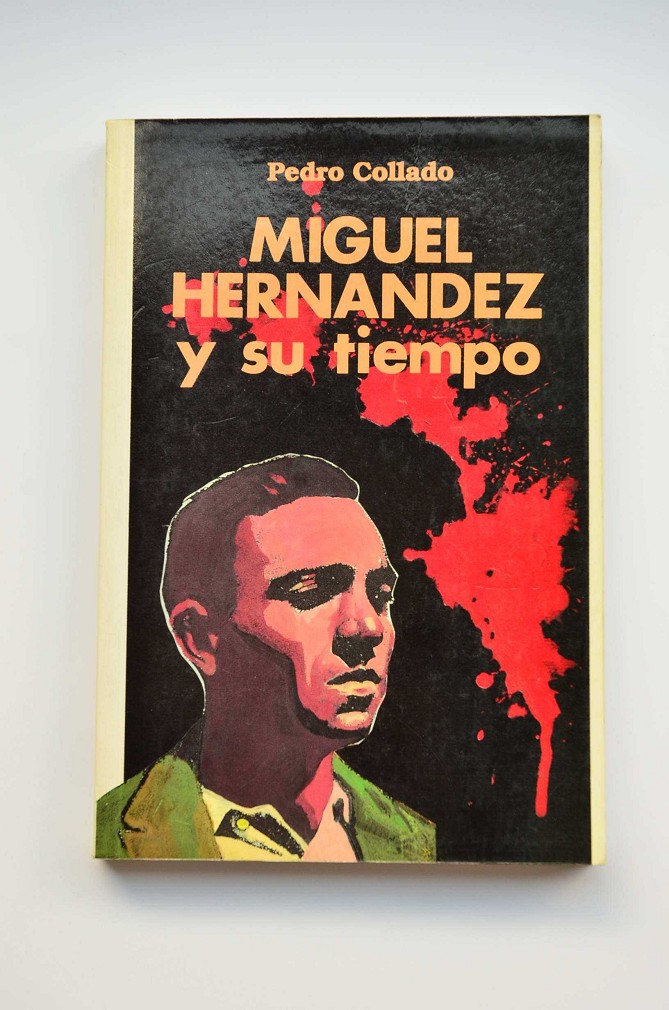 Pedro Collado
MIGUEL
HERNANDEZ
y su tiempo